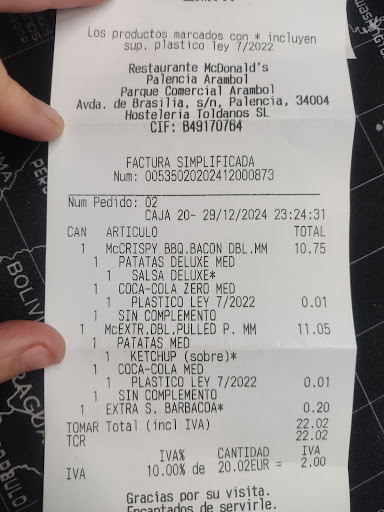 Los productos marcados con * incluyen
sup. plastico ley 7/2022
Restaurante McDonald's
Palencia Arambol
Parque Comercial Arambol
Avda. de Brasilia, s/n, Palencia, 34004
Hosteleria Toldanos SL
CIF: B49170764
FACTURA SIMPLIFICADA
Num: 00535020202412000873
Num Pedido: 02
CAJA 20- 29/12/2024 23:24:31
CAN ARTICULO TOTAL
1 McCRISPY BBQ.BACON DBL.MM 10.75
1 PATATAS DELUXE MED
1 SALSA DELUXE*
1 COCA-COLA ZERO MED
1 PLASTICO LEY 7/2022 0.01
1 SIN COMPLEMENTO
1 McEXTR.DBL.PULLED P. MM 11.05
1 PATATAS MED
1 KETCHUP (sobre)*
1 COCA-COLA MED
1 PLASTICO LEY 7/2022 0.01
1 SIN COMPLEMENTO
1 EXTRA S. BARBACOA* 0.20
TOMAR Total (incl IVA) 22.02
TCR 22.02
IVA% CANTIDAD IVA
IVA 10.00% de 20.02EUR = 2.00
Gracias por su visita.
Encantados de servirle.
PERU
BOLIV